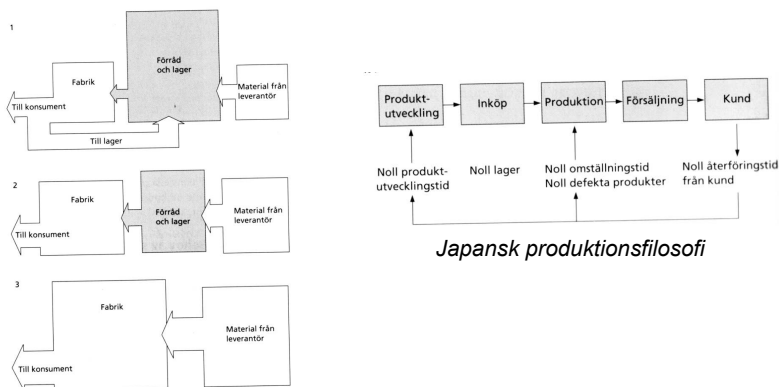 1
Förråd
och lager
Fabrik
Material från
leverantör
Till konsument
Till lager
2
Fabrik
Förråd
och lager
Material från
leverantör
Till konsument
3
Fabrik
Material från
leverantör
Till konsument
Produkt-
utveckling
Inköp
Produktion
Försäljning
Kund
Noll produkt-
utvecklingstid
Noll lager
Noll omställningstid
Noll defekta produkter
Noll återföringstid
från kund
Japansk produktionsfilosofi